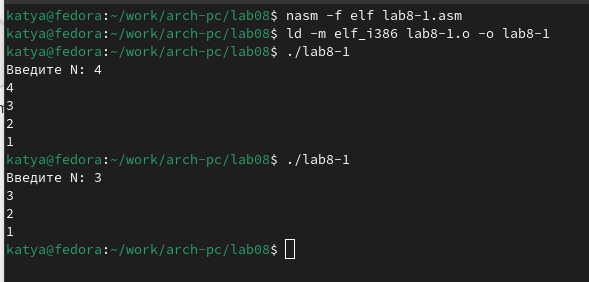 katya@fedora:~/work/arch-pc/lab08$ nasm -f elf lab8-1.asm
katya@fedora:~/work/arch-pc/lab08$ ld -m elf_i386 lab8-1.o -o lab8-1
katya@fedora:~/work/arch-pc/lab08$ ./lab8-1
Введите N: 4
4
3
2
1
katya@fedora:~/work/arch-pc/lab08$ ./lab8-1
Введите N: 3
3
2
1
katya@fedora:~/work/arch-pc/lab08$